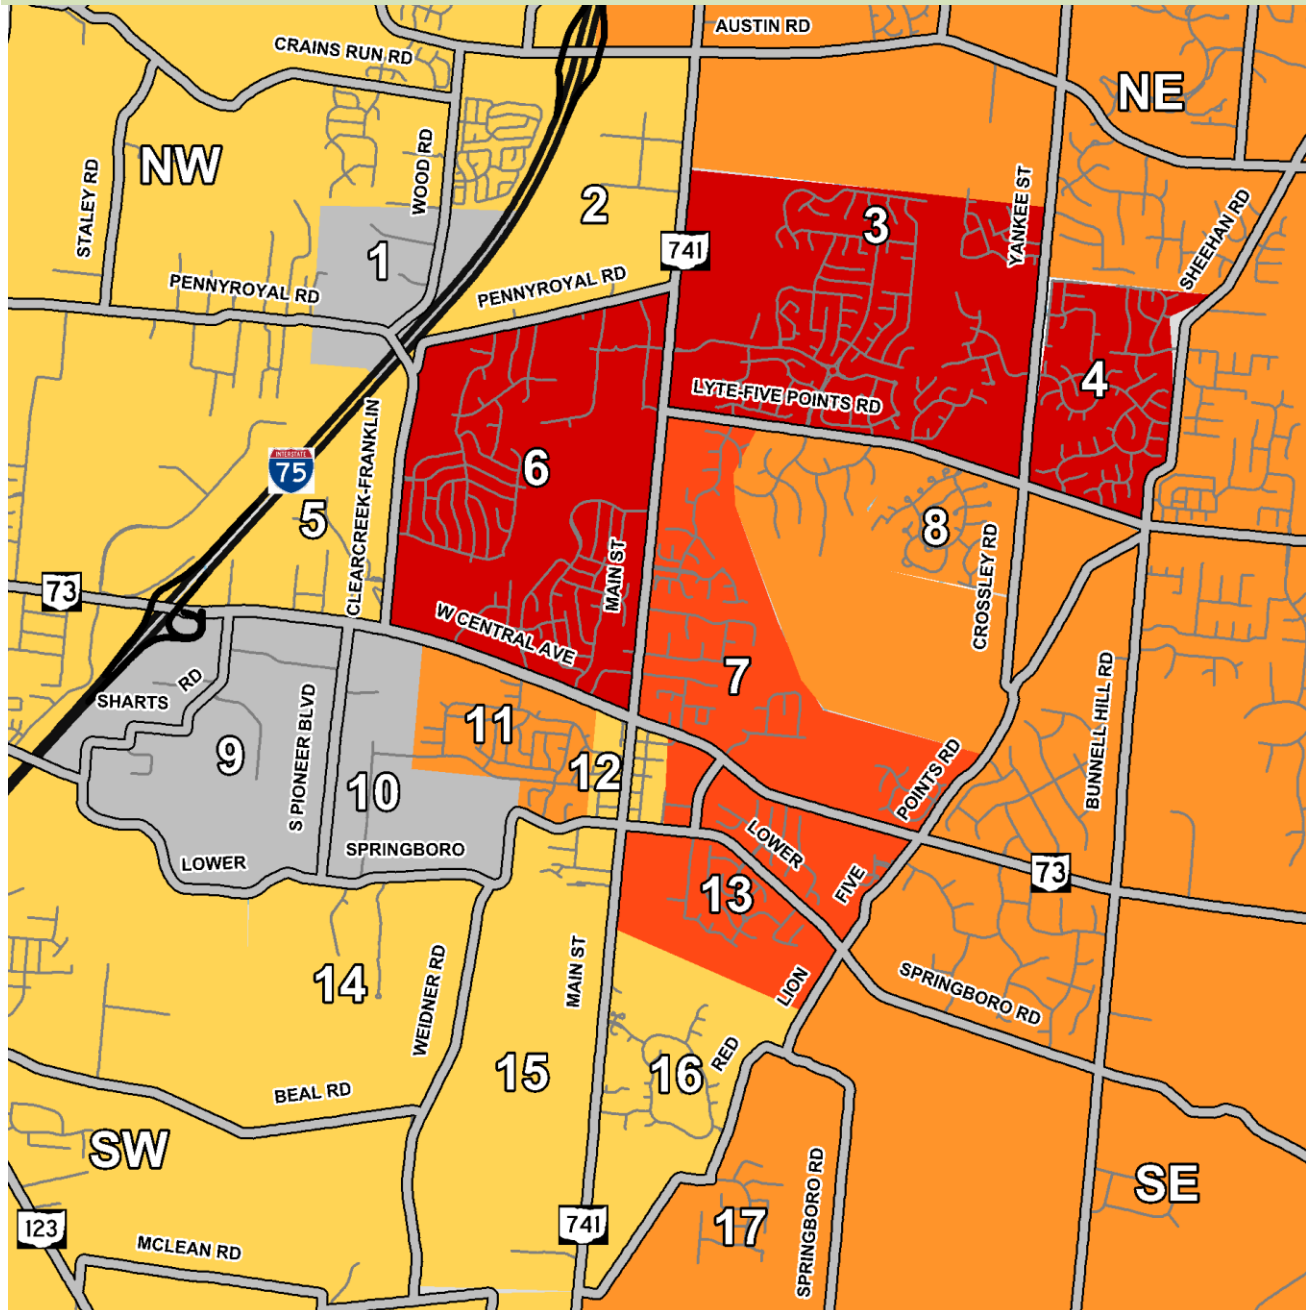 AUSTIN RD
CRAINS RUN RD
NE
NW
WOOD RD
STALEY RD
2
YANKEE ST
3
SHEEHAN RD
741
1
PENNYROYAL RD
PENNYROYAL RD
4
LYTE-FIVE POINTS RD
INTERSTATE
75
6
CLEARCREEK-FRANKLIN
5
8
CROSSLEY RD
73
MAIN ST
W CENTRAL AVE
7
BUNNELL HILL RD
SHARTS RD
S PIONEER BLVD
11
9
12
10
POINTS RD
LOWER
SPRINGBORO
LOWER
FIVE
73
13
14
WEIDNER RD
MAIN ST
LION
SPRINGBORO RD
15
16
RED
BEAL RD
SW
SE
SPRINGBORO RD
17
123
741
MCLEAN RD